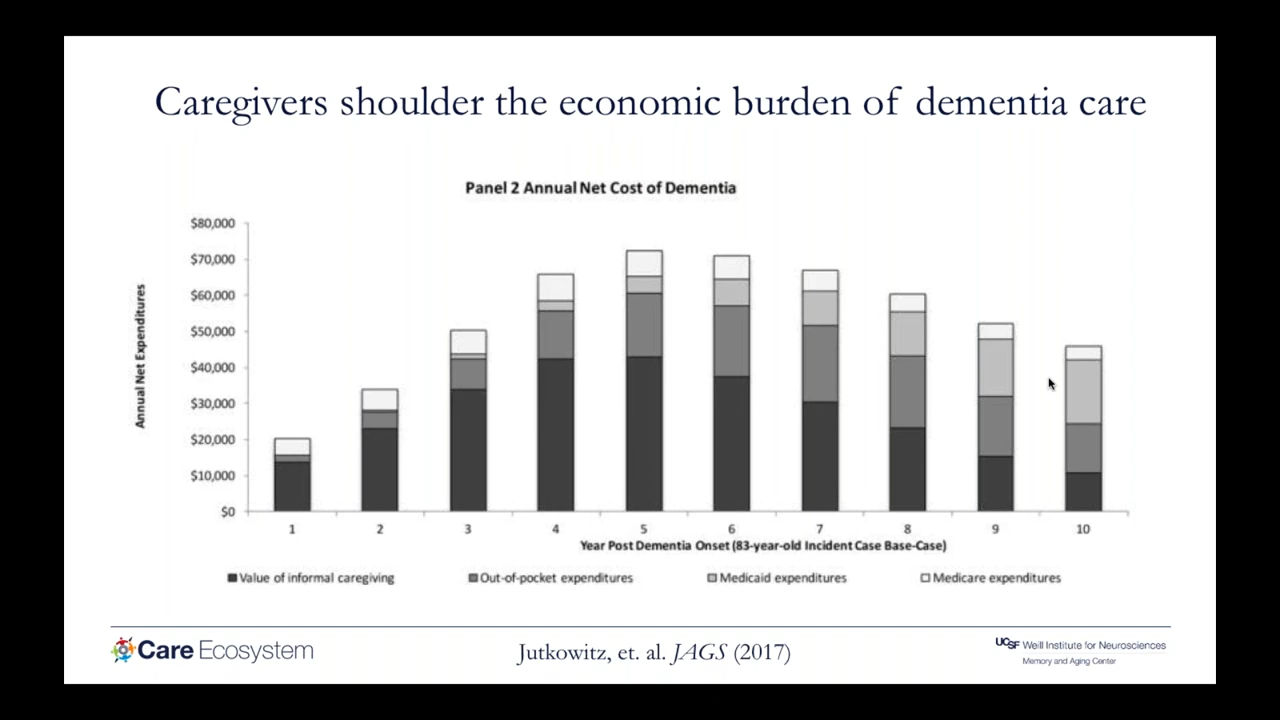 Caregivers shoulder the economic burden of dementia care
Panel 2 Annual Net Cost of Dementia
Annual Net Expenditures
$80,000
$70,000
$60,000
$50,000
$40,000
$30,000
$20,000
$10,000
$0
1 2 3 4 5 6 7 8 9 10
Year Post Dementia Onset (83-year-old Incident Case Base-Case)
Value of informal caregiving Out-of-pocket expenditures Medicaid expenditures Medicare expenditures
Care Ecosystem
Jutkowitz, et. al. JAGS (2017)
UCSF Weill Institute for Neurosciences
Memory and Aging Center